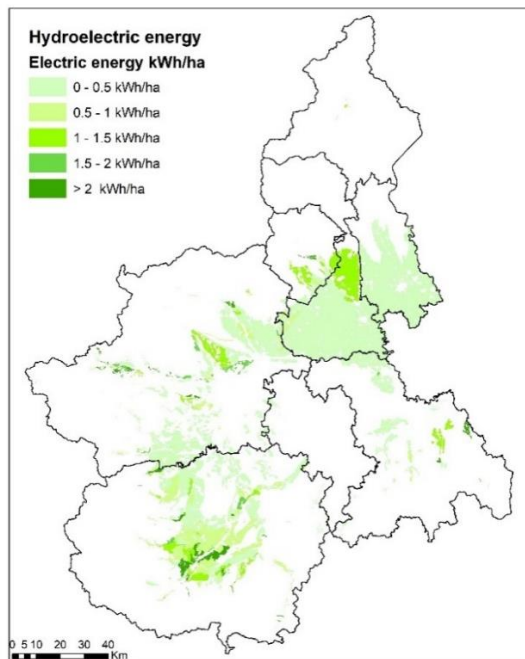 Hydroelectric energy
Electric energy kWh/ha
0 - 0.5 kWh/ha
0.5 - 1 kWh/ha
1 - 1.5 kWh/ha
1.5 - 2 kWh/ha
> 2 kWh/ha
0 5 10 20 30 40
Km